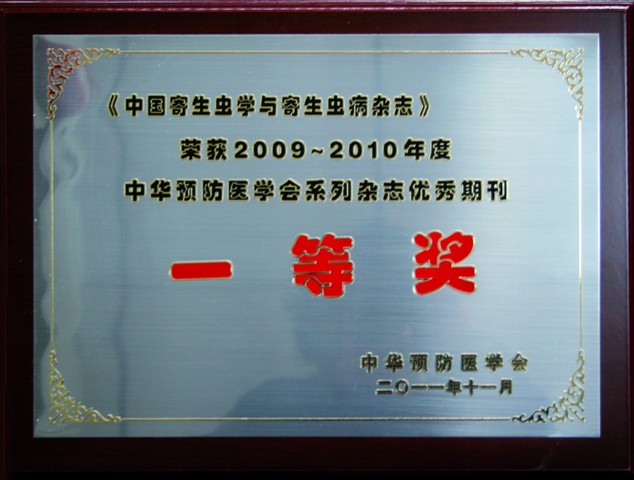 《中国寄生虫学与寄生虫病杂志》
荣获2009~2010年度
中华预防医学会系列杂志优秀期刊
一等奖
中华预防医学会
二〇一一年十一月